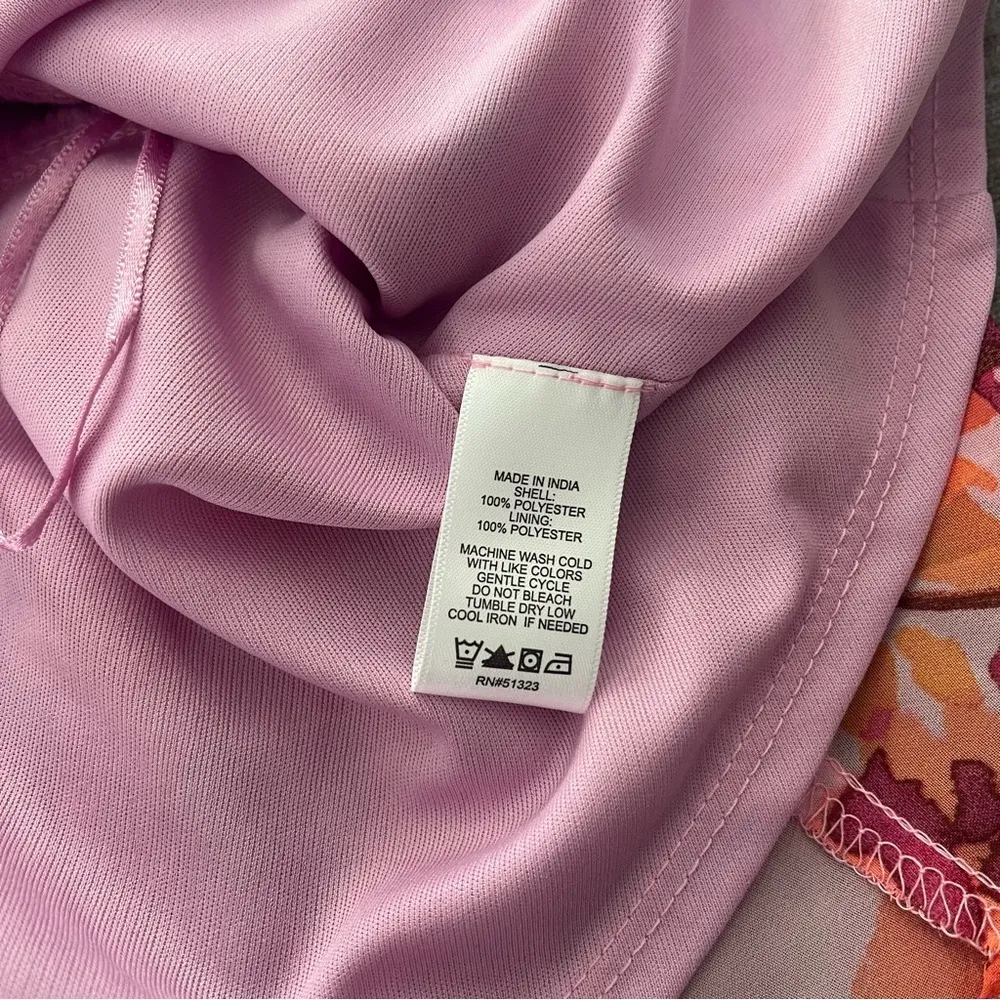 MADE IN INDIA
SHELL:
100% POLYESTER
LINING:
100% POLYESTER
MACHINE WASH COLD
WITH LIKE COLORS
GENTLE CYCLE
DO NOT BLEACH
TUMBLE DRY LOW
COOL IRON IF NEEDED
RN#51323